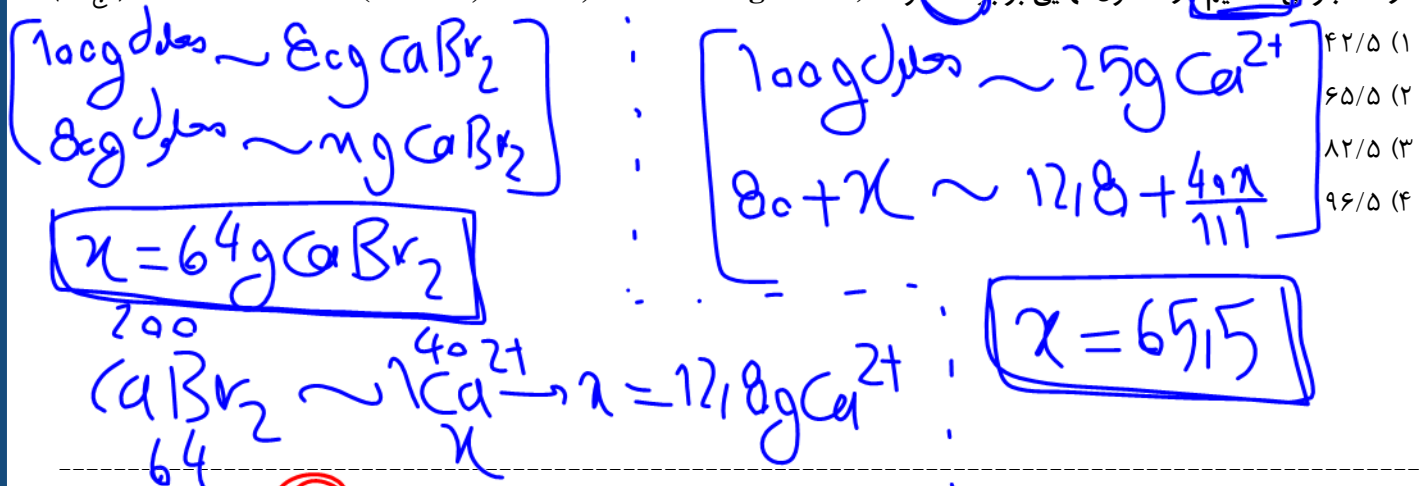 100g محلول ~ 80g CaBr2
80g محلول ~ xg CaBr2
x = 64g CaBr2
200 40
CaBr2 ~ 1Ca2+ → x = 12,8g Ca2+
64 x
100g محلول ~ 25g Ca2+
80 + x ~ 12,8 + 40x/111
x = 65,5
۱) ۴۲/۵
۲) ۶۵/۵
۳) ۸۲/۵
۴) ۹۶/۵